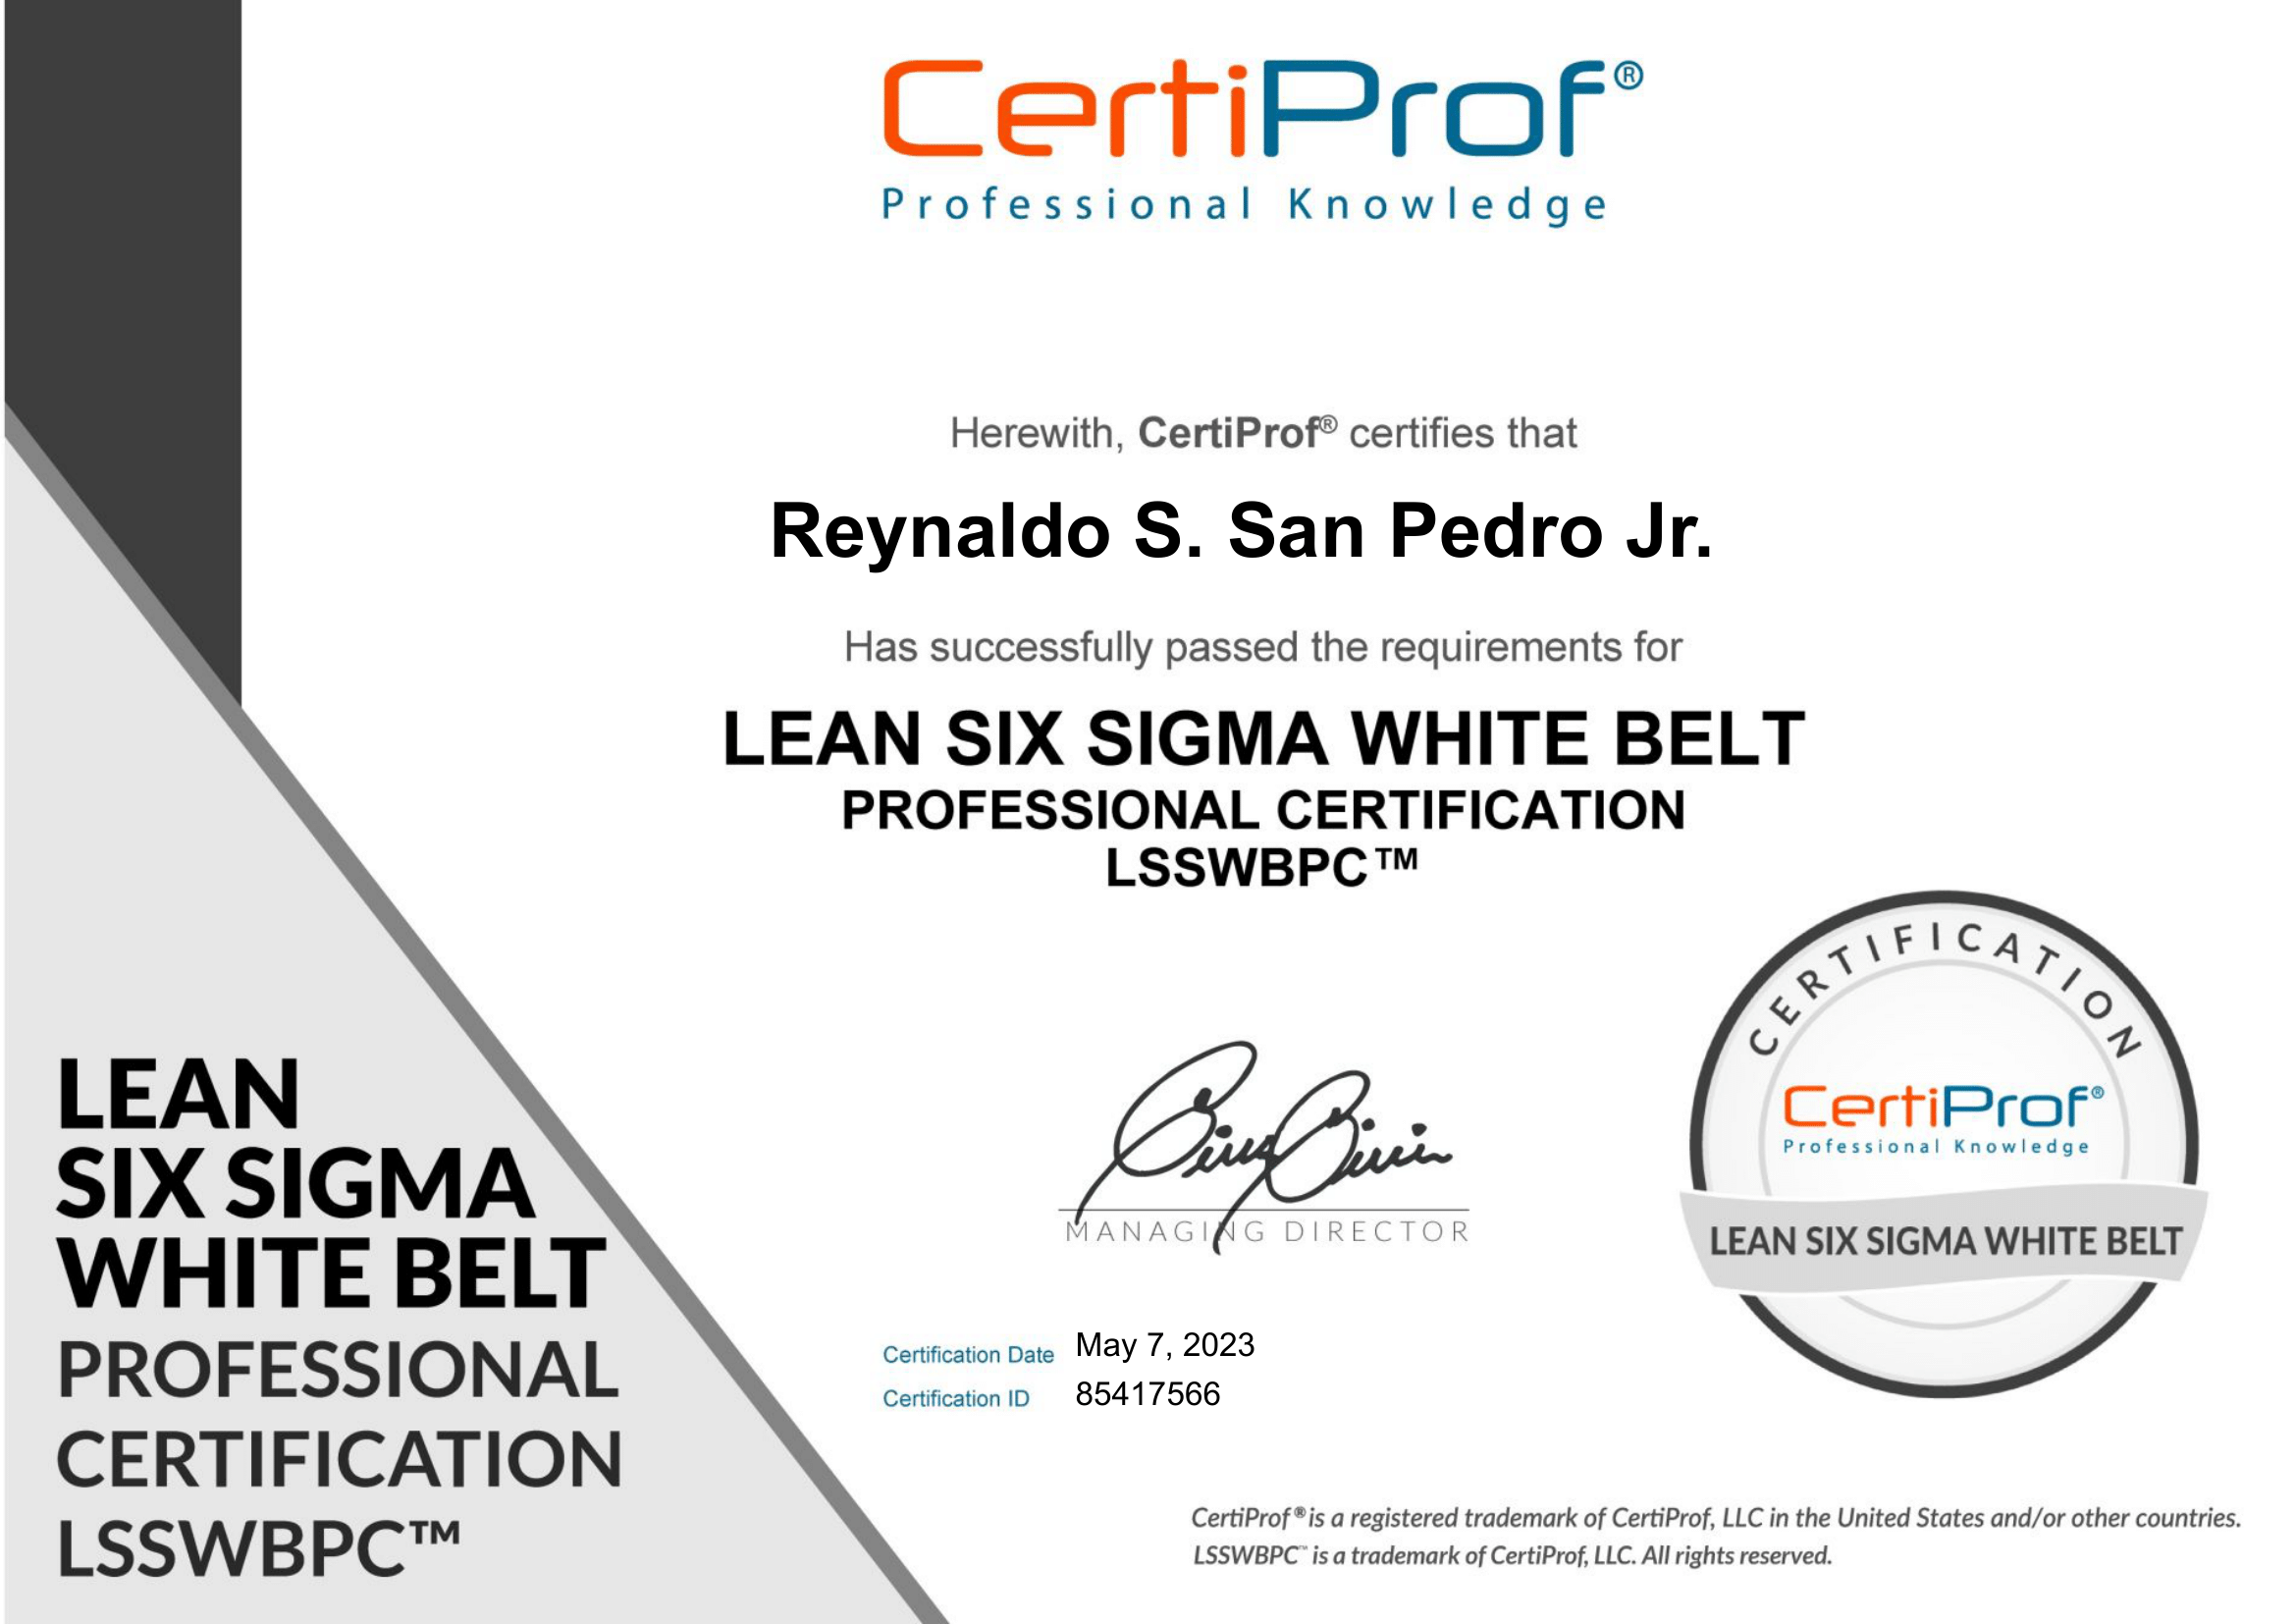 CertiProf®
Professional Knowledge
Herewith, CertiProf® certifies that
Reynaldo S. San Pedro Jr.
Has successfully passed the requirements for
LEAN SIX SIGMA WHITE BELT
PROFESSIONAL CERTIFICATION
LSSWBPC™
MANAGING DIRECTOR
Certification Date May 7, 2023
Certification ID 85417566
CERTIFICATION
CertiProf®
Professional Knowledge
LEAN SIX SIGMA WHITE BELT
LEAN
SIX SIGMA
WHITE BELT
PROFESSIONAL
CERTIFICATION
LSSWBPC™
CertiProf® is a registered trademark of CertiProf, LLC in the United States and/or other countries.
LSSWBPC™ is a trademark of CertiProf, LLC. All rights reserved.